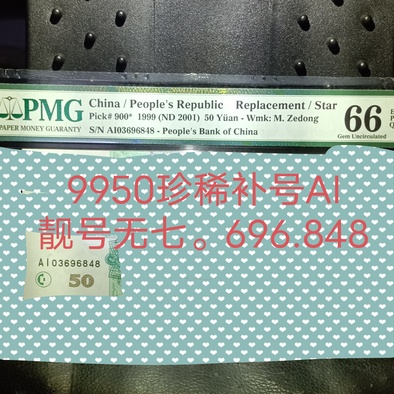 PMG
PAPER MONEY GUARANTY
China / People's Republic Replacement / Star
Pick# 900* 1999 (ND 2001) 50 Yüan - Wmk: M. Zedong
S/N AI03696848 - People's Bank of China
66
Gem Uncirculated
9950珍稀补号AI
靓号无七。696.848
AI03696848
50